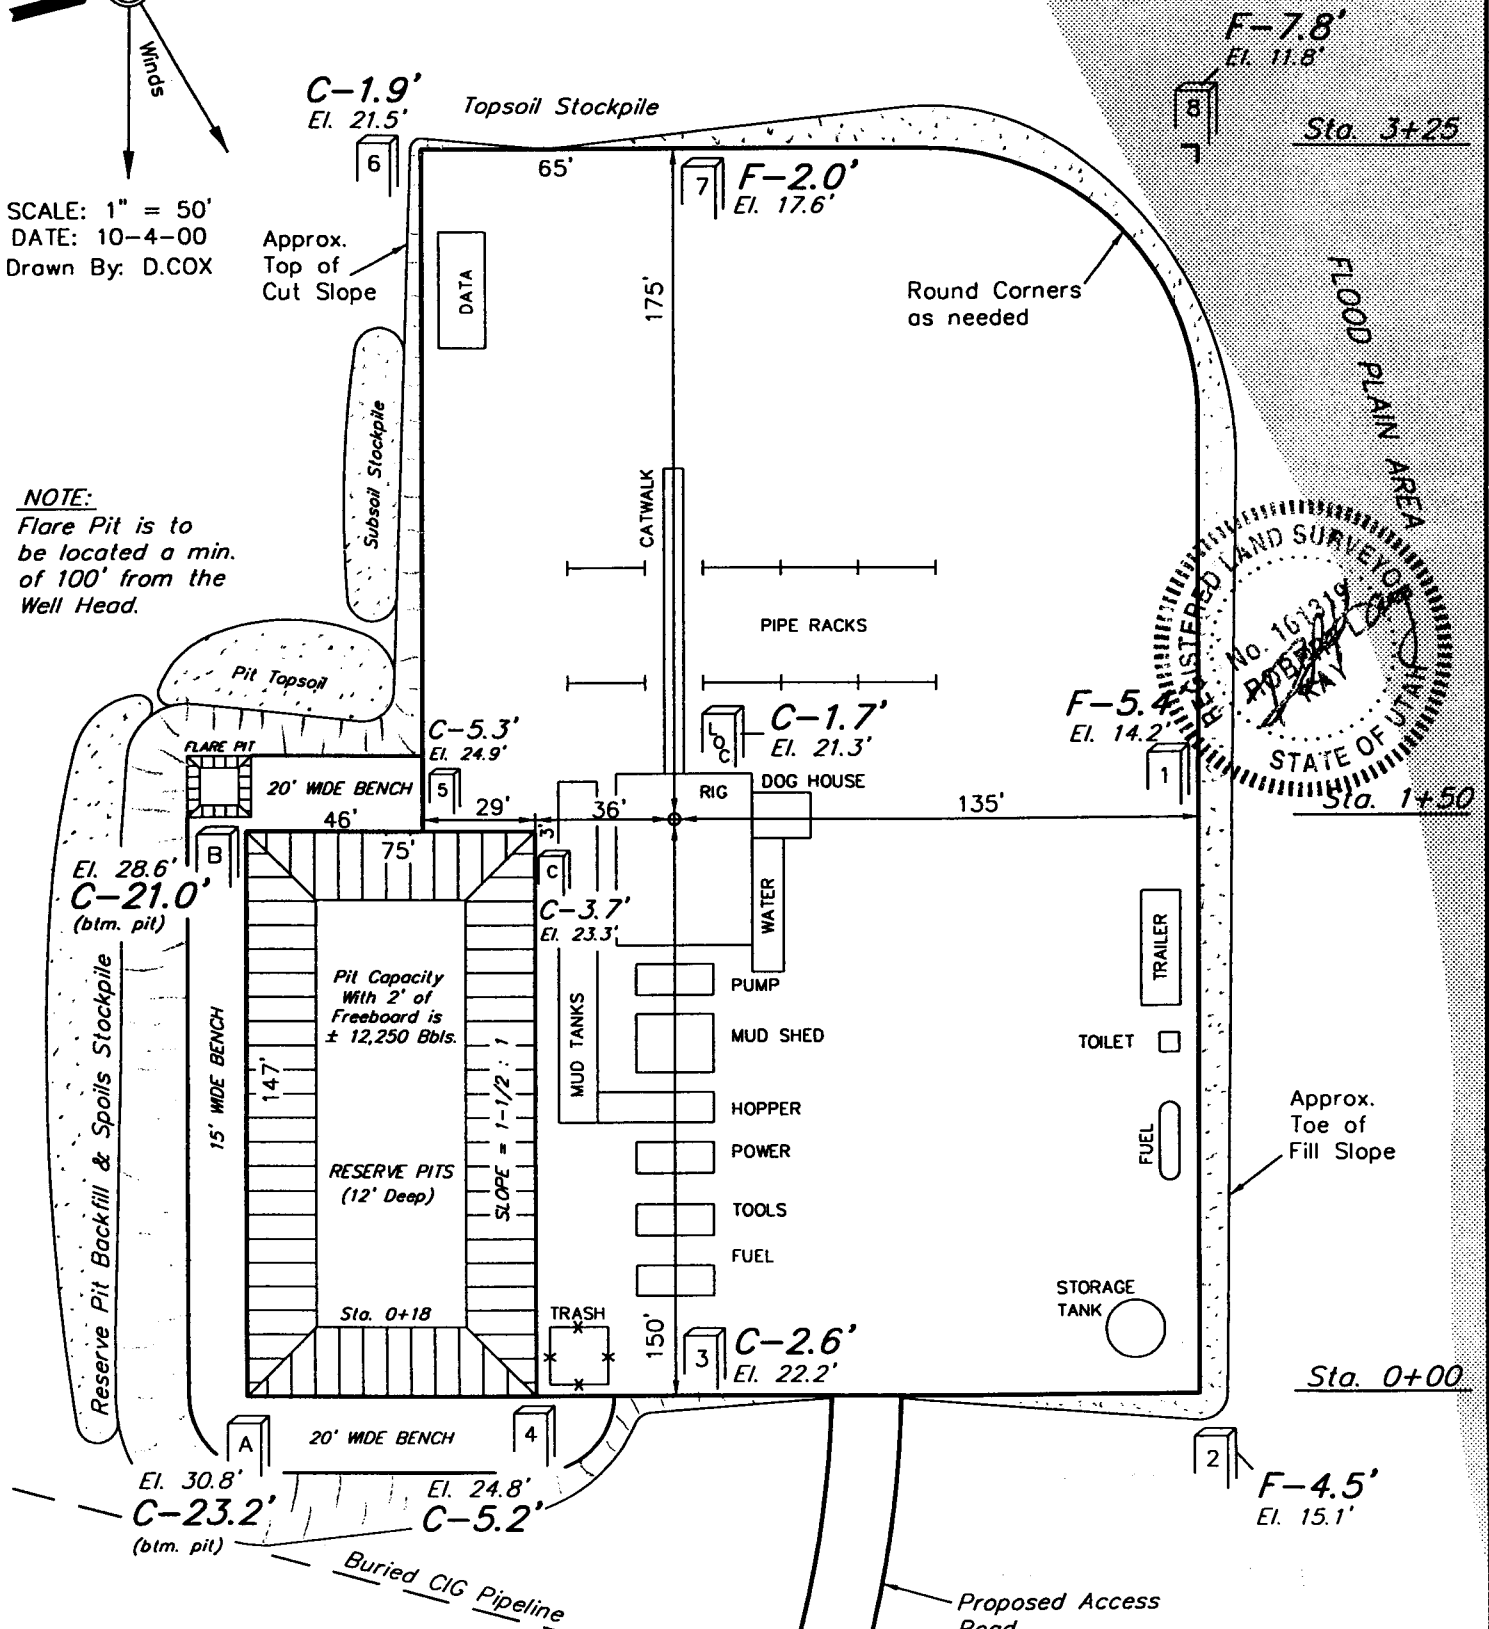 Winds
SCALE: 1" = 50'
DATE: 10-4-00
Drawn By: D.COX
C-1.9'
El. 21.5'
6
Topsoil Stockpile
65'
7
F-2.0'
El. 17.6'
F-7.8'
El. 11.8'
8
Sta. 3+25
Approx.
Top of
Cut Slope
DATA
175'
Round Corners
as needed
FLOOD PLAIN AREA
Subsoil Stockpile
NOTE:
Flare Pit is to
be located a min.
of 100' from the
Well Head.
CATWALK
PIPE RACKS
REGISTERED LAND SURVEYOR
No. 161319
ROBERT L.
KAY
STATE OF UTAH
Pit Topsoil
C-5.3'
El. 24.9'
5
LOC
C-1.7'
El. 21.3'
F-5.4'
El. 14.2'
1
Sta. 1+50
FLARE PIT
20' WIDE BENCH
46'
29'
36'
3'
RIG
DOG HOUSE
135'
75'
B
El. 28.6'
C-21.0'
(btm. pit)
C
C-3.7'
El. 23.3'
WATER
TRAILER
Pit Capacity
With 2' of
Freeboard is
± 12,250 Bbls.
PUMP
MUD SHED
MUD TANKS
HOPPER
POWER
TOOLS
FUEL
TOILET
FUEL
Approx.
Toe of
Fill Slope
Reserve Pit Backfill & Spoils Stockpile
15' WIDE BENCH
147'
SLOPE = 1-1/2 : 1
RESERVE PITS
(12' Deep)
Sta. 0+18
TRASH
150'
3
C-2.6'
El. 22.2'
STORAGE
TANK
Sta. 0+00
A
20' WIDE BENCH
4
2
El. 30.8'
C-23.2'
(btm. pit)
El. 24.8'
C-5.2'
F-4.5'
El. 15.1'
Buried CIG Pipeline
Proposed Access
Road